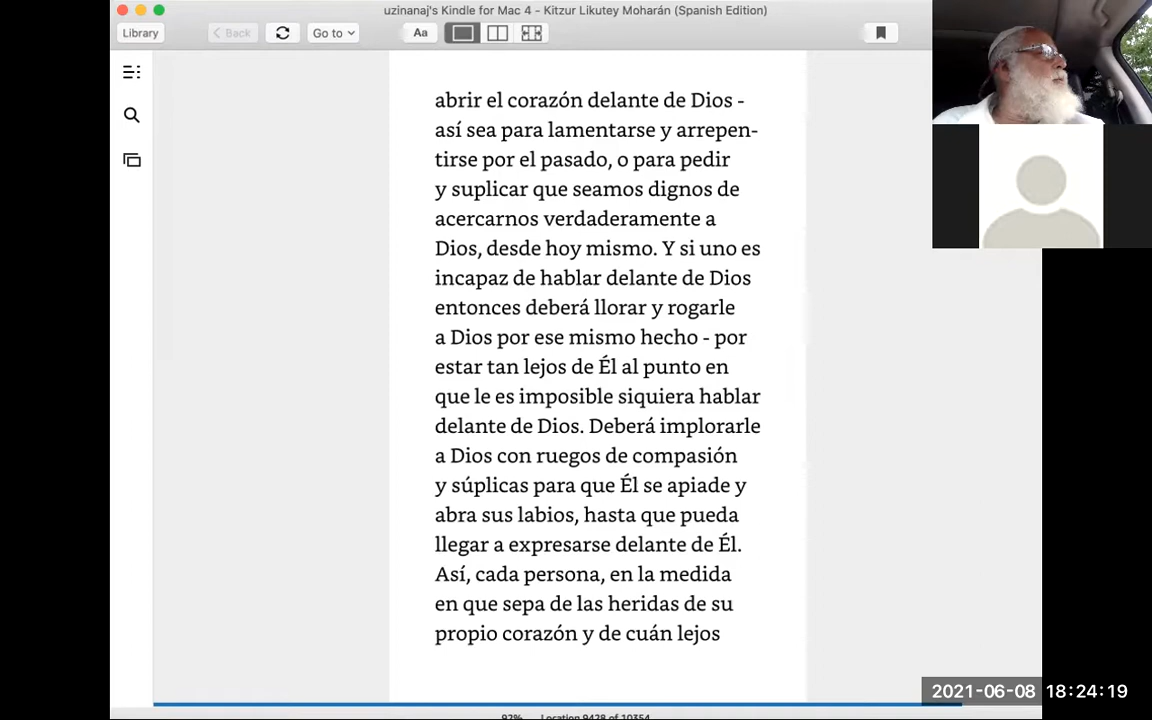 uzinanaj's Kindle for Mac 4 - Kitzur Likutey Moharán (Spanish Edition)
Library
Back
Go to
Aa
abrir el corazón delante de Dios -
así sea para lamentarse y arrepen-
tirse por el pasado, o para pedir
y suplicar que seamos dignos de
acercarnos verdaderamente a
Dios, desde hoy mismo. Y si uno es
incapaz de hablar delante de Dios
entonces deberá llorar y rogarle
a Dios por ese mismo hecho - por
estar tan lejos de Él al punto en
que le es imposible siquiera hablar
delante de Dios. Deberá implorarle
a Dios con ruegos de compasión
y súplicas para que Él se apiade y
abra sus labios, hasta que pueda
llegar a expresarse delante de Él.
Así, cada persona, en la medida
en que sepa de las heridas de su
propio corazón y de cuán lejos
2021-06-08 18:24:19
92% Location 9428 of 10354